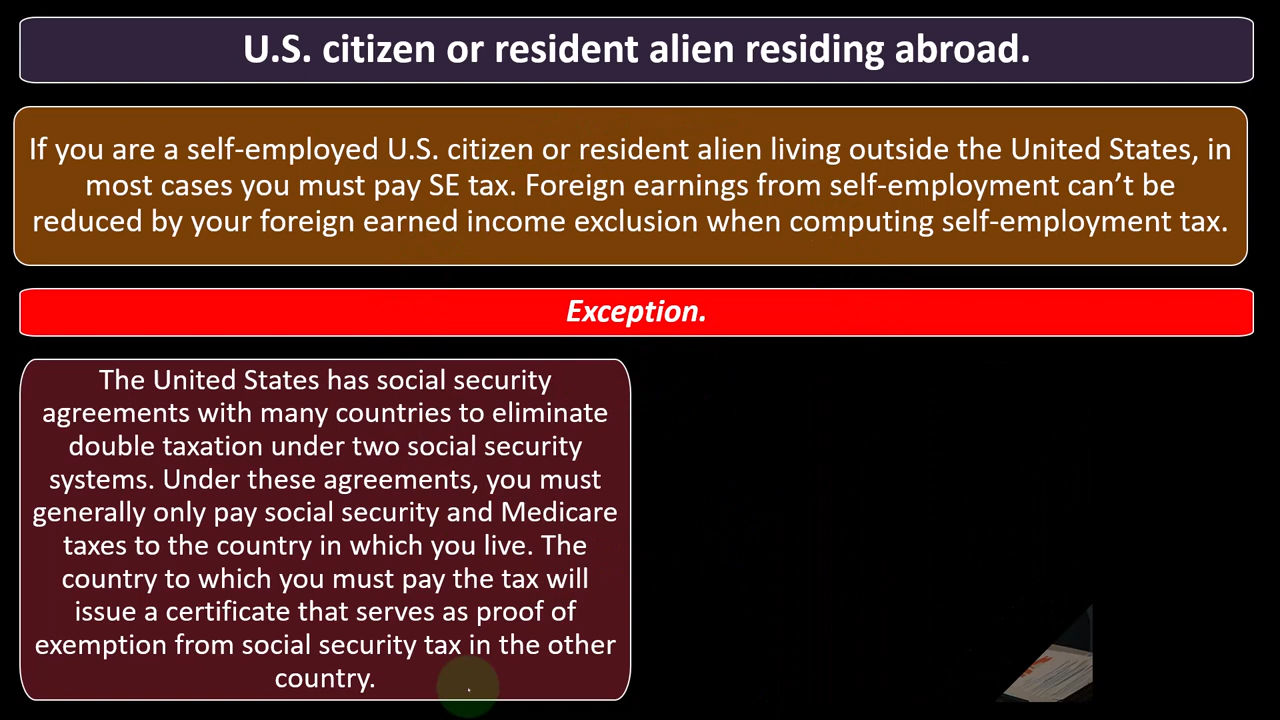 U.S. citizen or resident alien residing abroad.
If you are a self-employed U.S. citizen or resident alien living outside the United States, in
most cases you must pay SE tax. Foreign earnings from self-employment can’t be
reduced by your foreign earned income exclusion when computing self-employment tax.
Exception.
The United States has social security
agreements with many countries to eliminate
double taxation under two social security
systems. Under these agreements, you must
generally only pay social security and Medicare
taxes to the country in which you live. The
country to which you must pay the tax will
issue a certificate that serves as proof of
exemption from social security tax in the other
country.